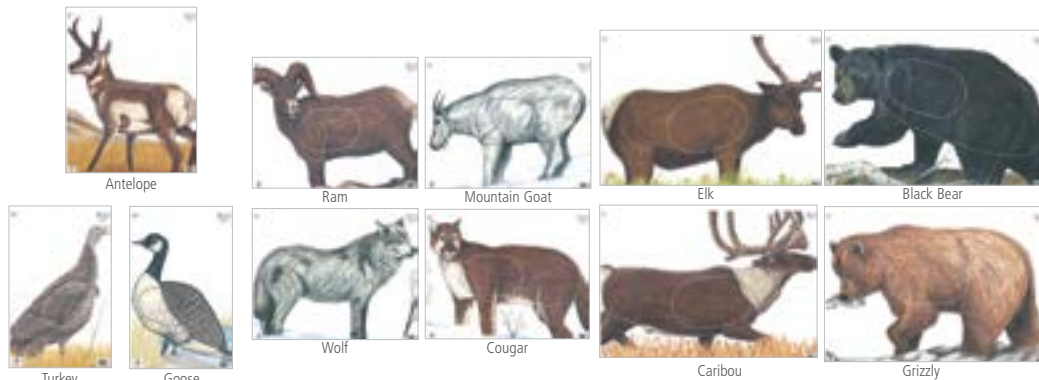 Antelope
Ram
Mountain Goat
Elk
Black Bear
Turkey
Goose
Wolf
Cougar
Caribou
Grizzly